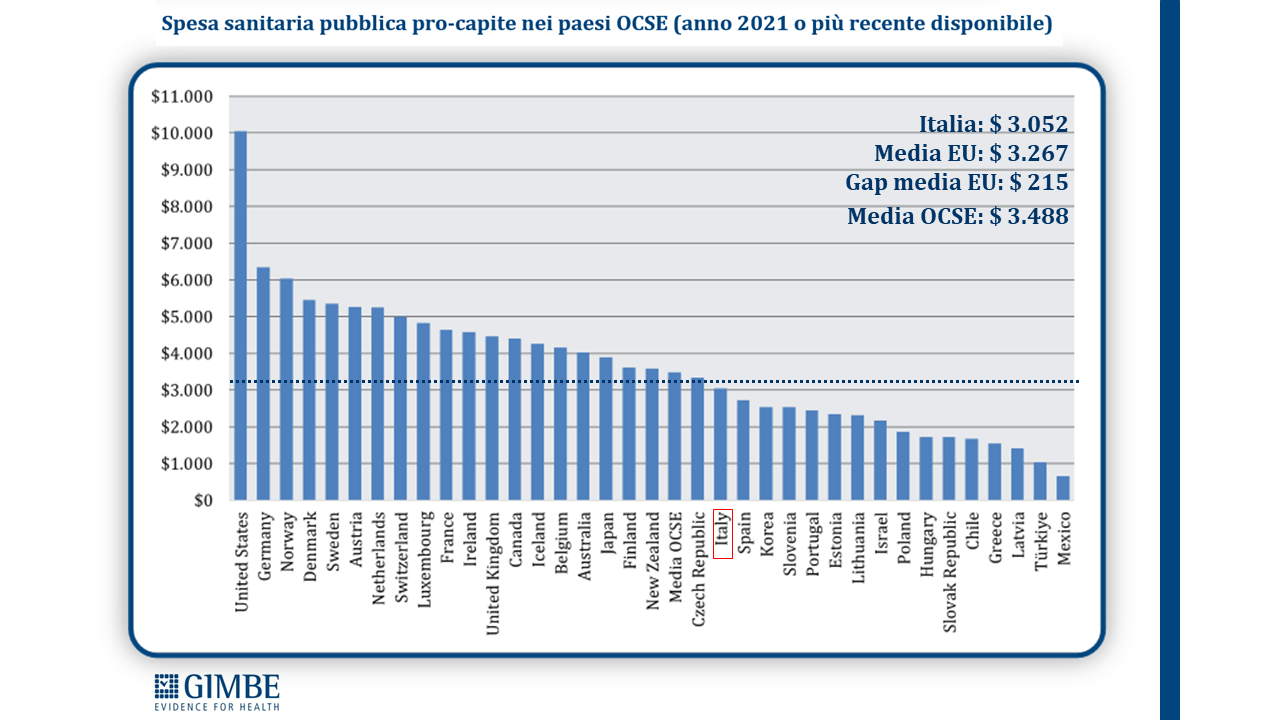 Spesa sanitaria pubblica pro-capite nei paesi OCSE (anno 2021 o più recente disponibile)
$11.000
$10.000
$9.000
$8.000
$7.000
$6.000
$5.000
$4.000
$3.000
$2.000
$1.000
$0
Italia: $ 3.052
Media EU: $ 3.267
Gap media EU: $ 215
Media OCSE: $ 3.488
United States
Germany
Norway
Denmark
Sweden
Austria
Netherlands
Switzerland
Luxembourg
France
Ireland
United Kingdom
Canada
Iceland
Belgium
Australia
Japan
Finland
New Zealand
Media OCSE
Czech Republic
Italy
Spain
Korea
Slovenia
Portugal
Estonia
Lithuania
Israel
Poland
Hungary
Slovak Republic
Chile
Greece
Latvia
Türkiye
Mexico
GIMBE
EVIDENCE FOR HEALTH